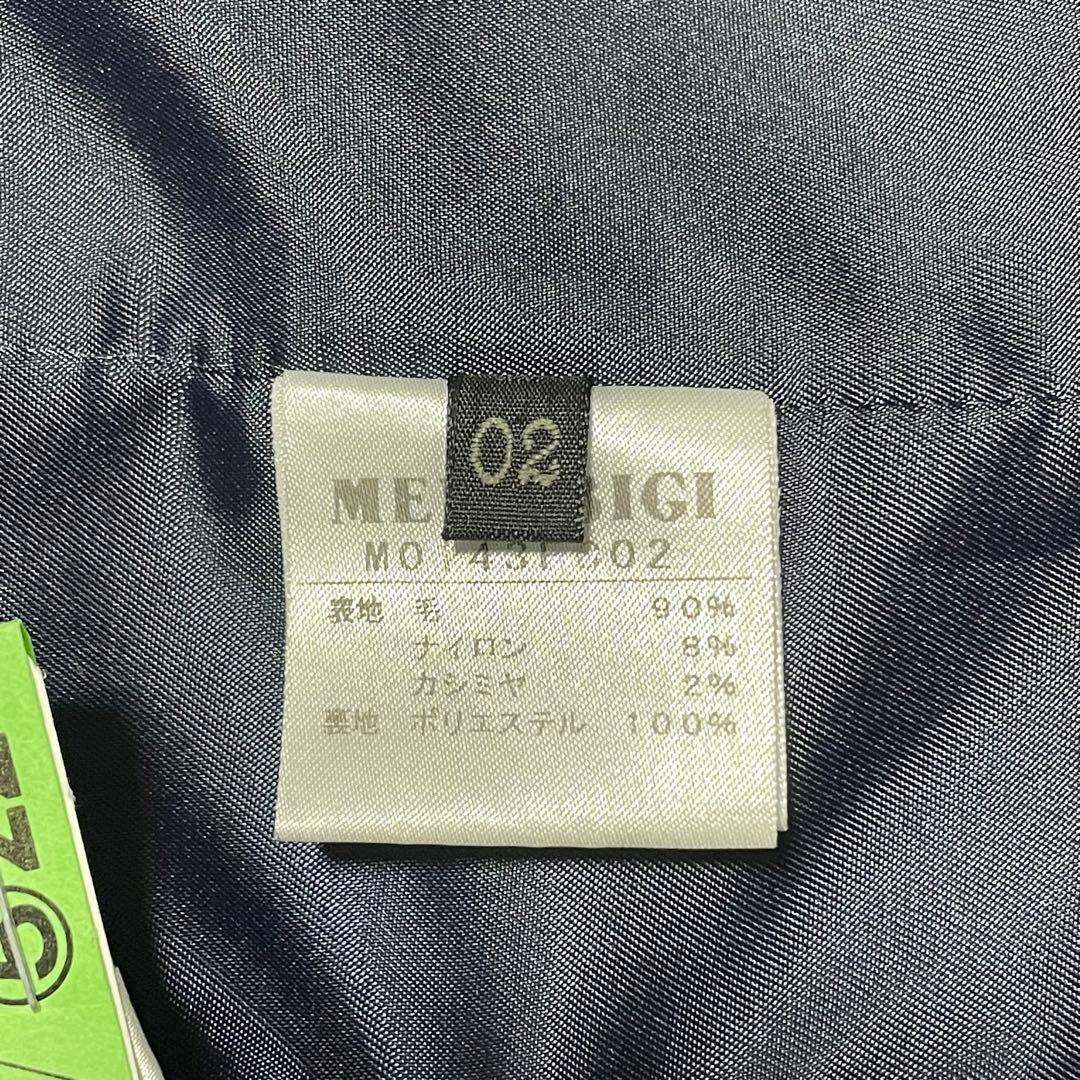 02
BIGI
表地 毛 90%
ナイロン 8%
カシミヤ 2%
裏地 ポリエステル 100%